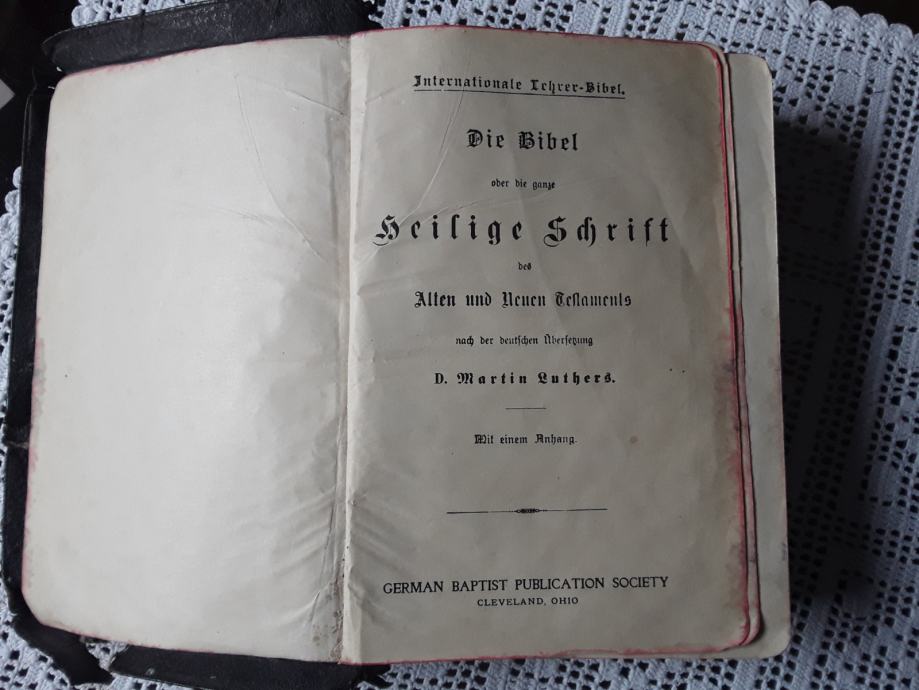 Internationale Lehrer-Bibel.
Die Bibel
oder die ganze
Heilige Schrift
des
Alten und Neuen Testaments
nach der deutschen Übersetzung
D. Martin Luthers.
Mit einem Anhang.
GERMAN BAPTIST PUBLICATION SOCIETY
CLEVELAND, OHIO